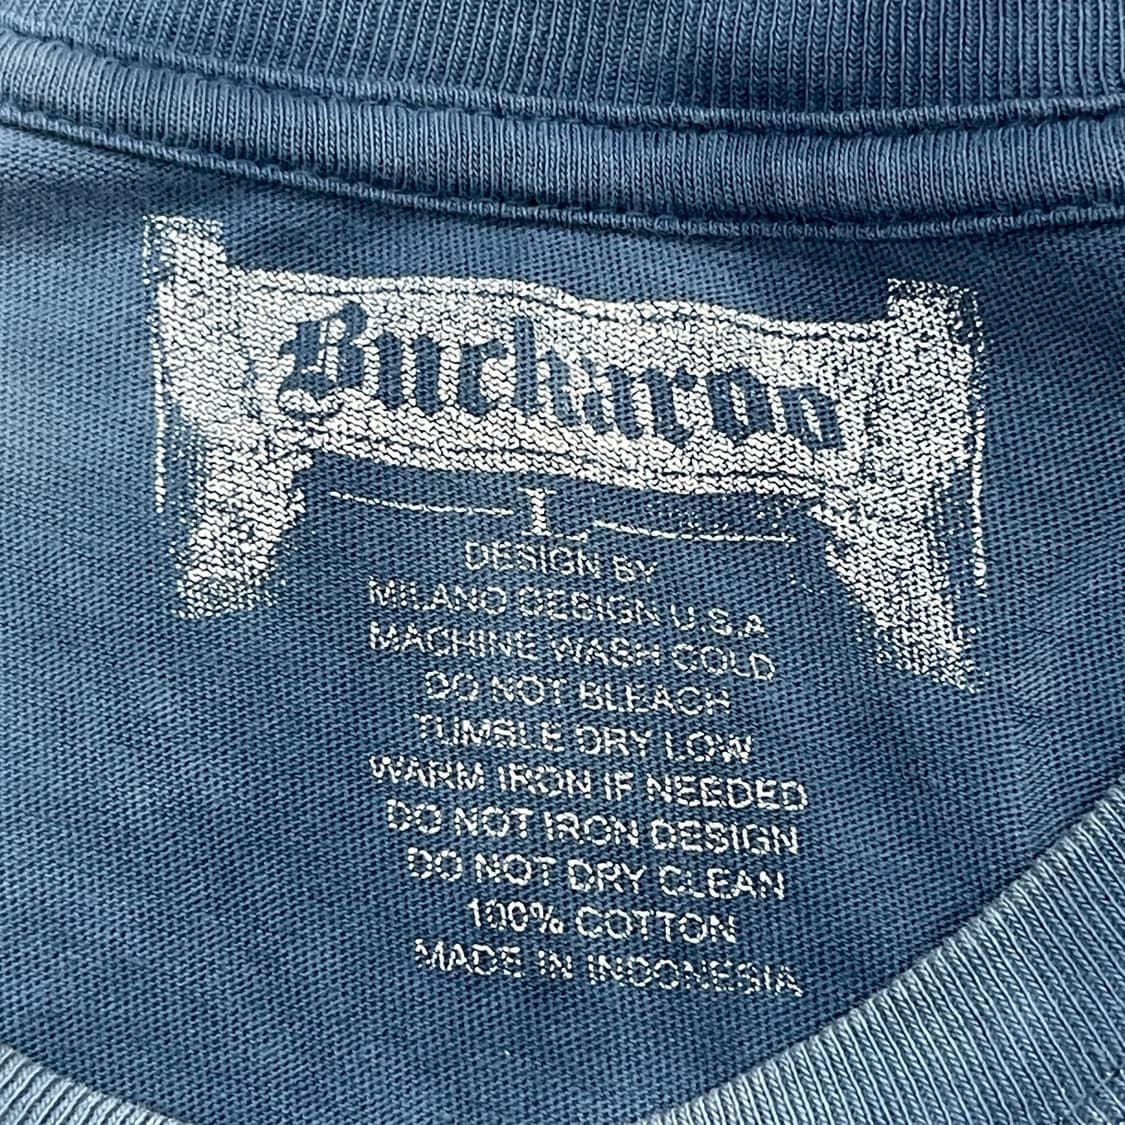 Buckaroo
L
DESIGN BY
MILANO DESIGN U.S.A
MACHINE WASH COLD
DO NOT BLEACH
TUMBLE DRY LOW
WARM IRON IF NEEDED
DO NOT IRON DESIGN
DO NOT DRY CLEAN
100% COTTON
MADE IN INDONESIA